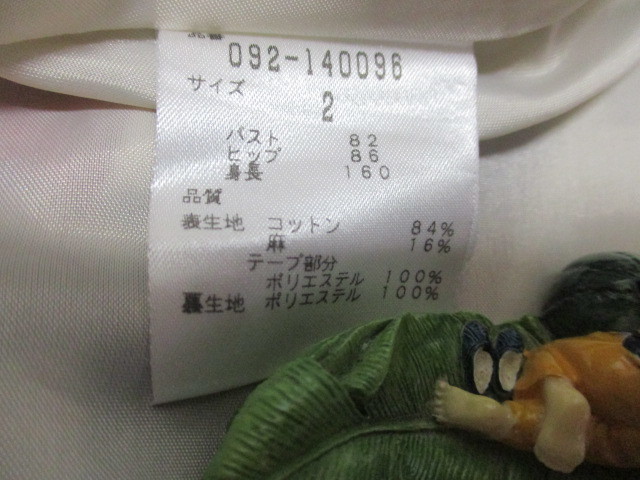 品番
092-140096
サイズ
2
バスト 82
ヒップ 86
身長 160
品質
表生地 コットン 84%
麻 16%
テープ部分
ポリエステル 100%
裏生地 ポリエステル 100%